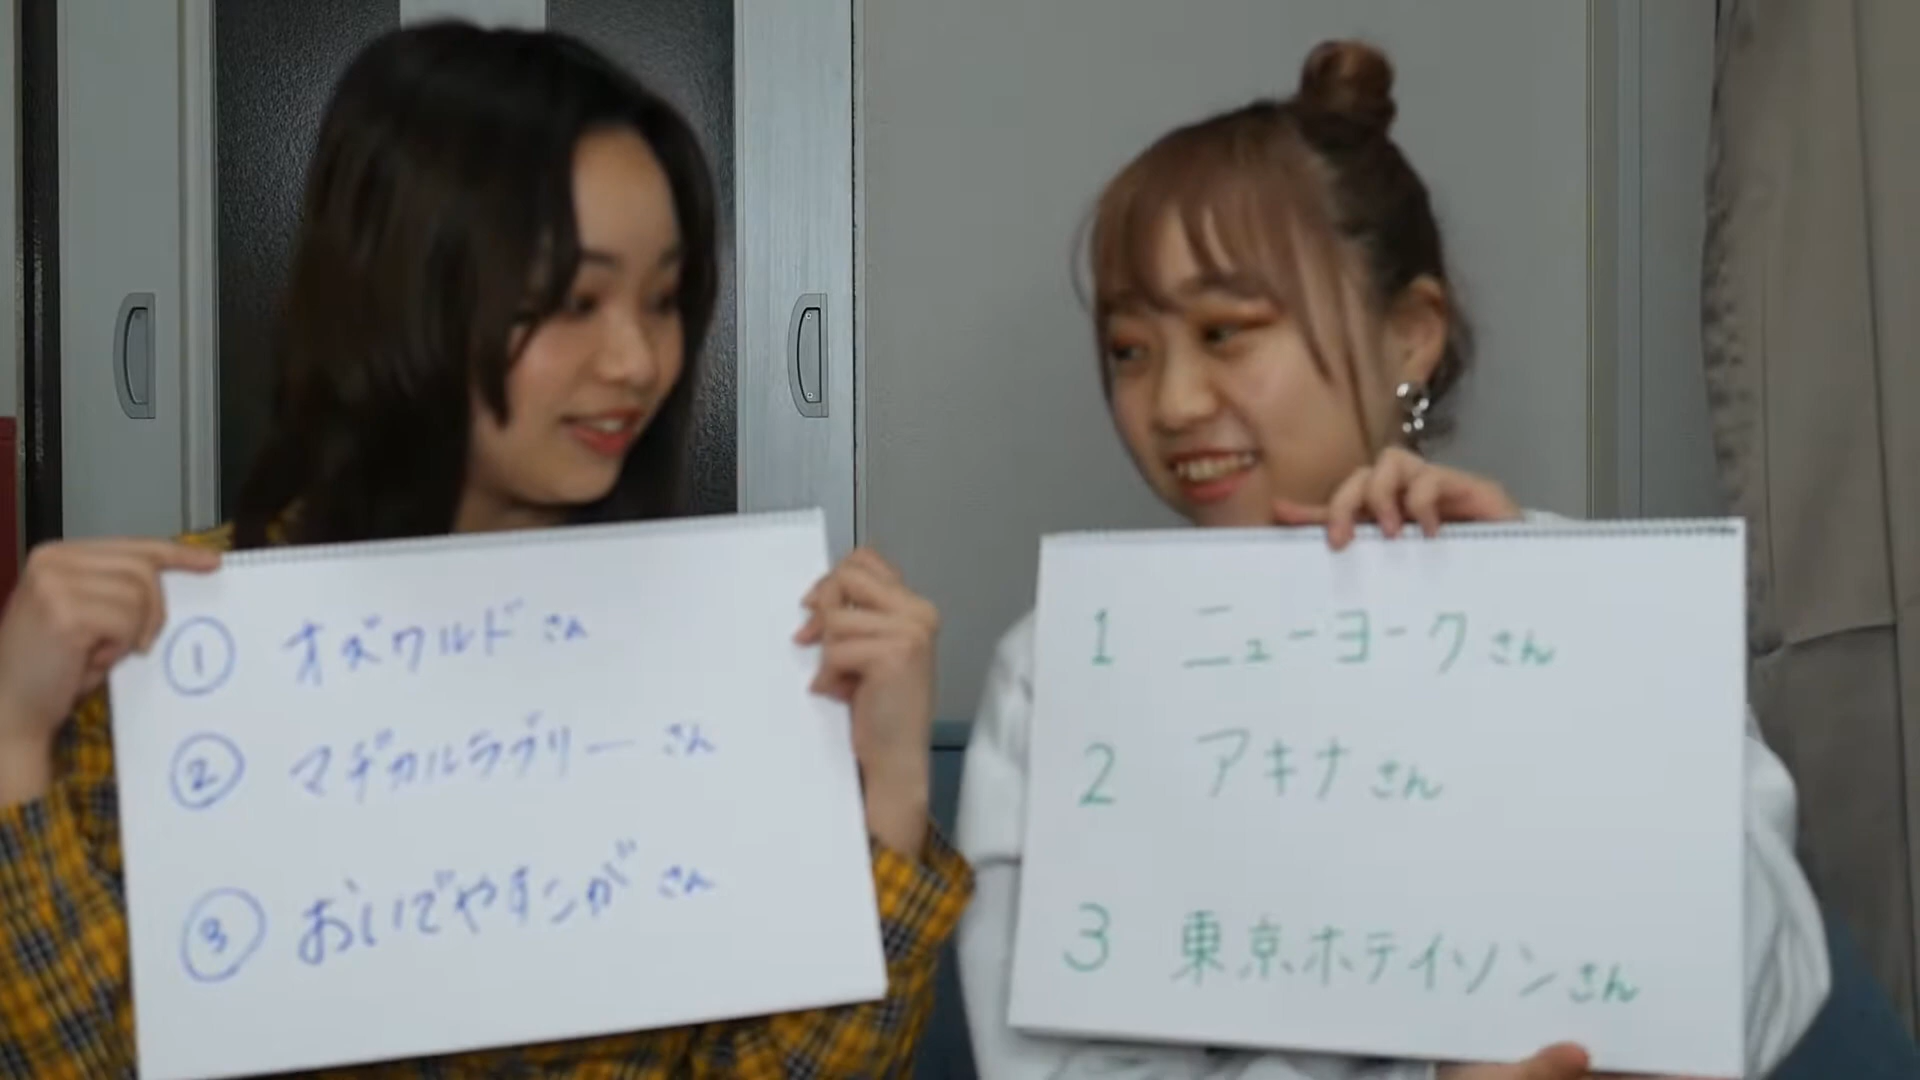 ① オズワルドさん
② マヂカルラブリーさん
③ おいでやすこがさん
1 ニューヨークさん
2 アキナさん
3 東京ホテイソンさん